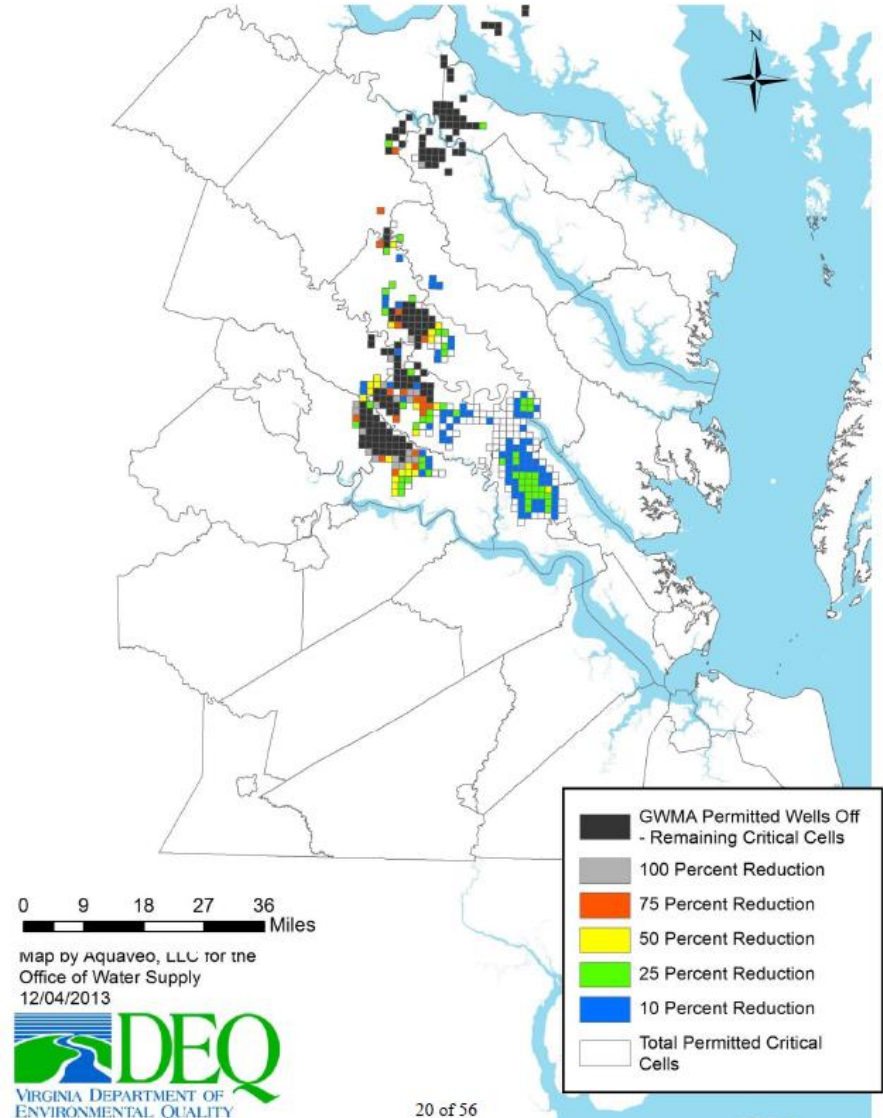 N
GWMA Permitted Wells Off
- Remaining Critical Cells
100 Percent Reduction
75 Percent Reduction
50 Percent Reduction
25 Percent Reduction
10 Percent Reduction
Total Permitted Critical
Cells
0 9 18 27 36
Miles
Map by Aquaveo, LLC for the
Office of Water Supply
12/04/2013
DEQ
VIRGINIA DEPARTMENT OF
ENVIRONMENTAL QUALITY
20 of 56